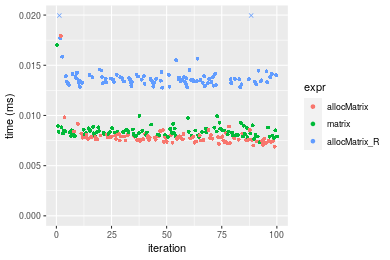 0.020
0.015
0.010
0.005
0.000
time (ms)
0
25
50
75
100
iteration
expr
allocMatrix
matrix
allocMatrix_R